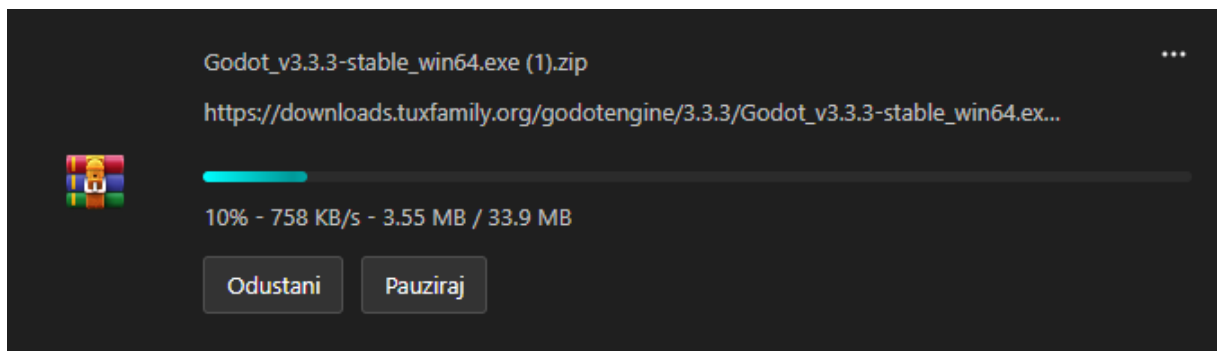 Godot_v3.3.3-stable_win64.exe (1).zip
https://downloads.tuxfamily.org/godotengine/3.3.3/Godot_v3.3.3-stable_win64.ex...
10% - 758 KB/s - 3.55 MB / 33.9 MB
Odustani Pauziraj